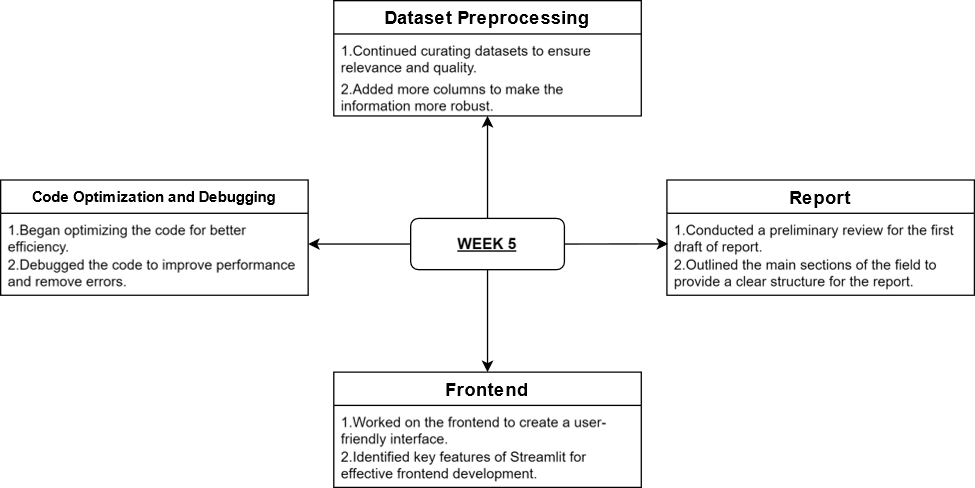 Dataset Preprocessing
1.Continued curating datasets to ensure
relevance and quality.
2.Added more columns to make the
information more robust.
Code Optimization and Debugging
1.Began optimizing the code for better
efficiency.
2.Debugged the code to improve performance
and remove errors.
WEEK 5
Report
1.Conducted a preliminary review for the first
draft of report.
2.Outlined the main sections of the field to
provide a clear structure for the report.
Frontend
1.Worked on the frontend to create a user-
friendly interface.
2.Identified key features of Streamlit for
effective frontend development.